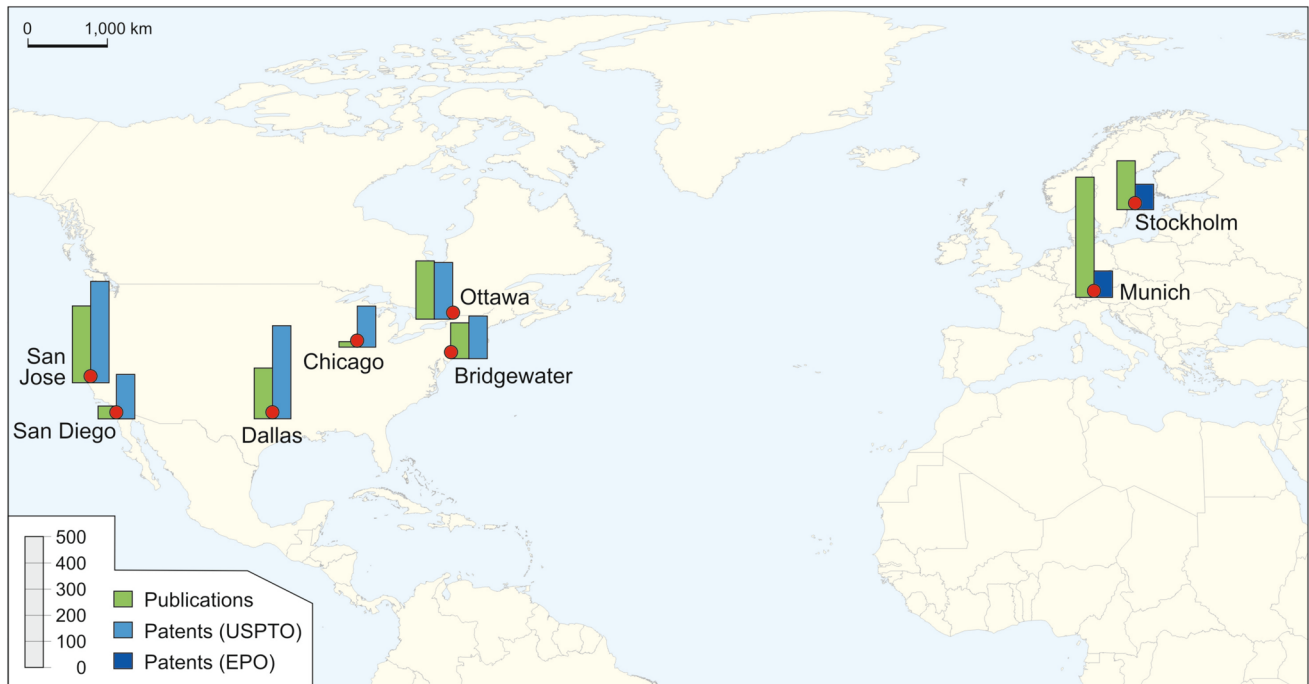 0 1,000 km
Stockholm
Munich
Ottawa
San
Jose
Chicago
Bridgewater
San Diego
Dallas
500
400
300
200
100
0
Publications
Patents (USPTO)
Patents (EPO)